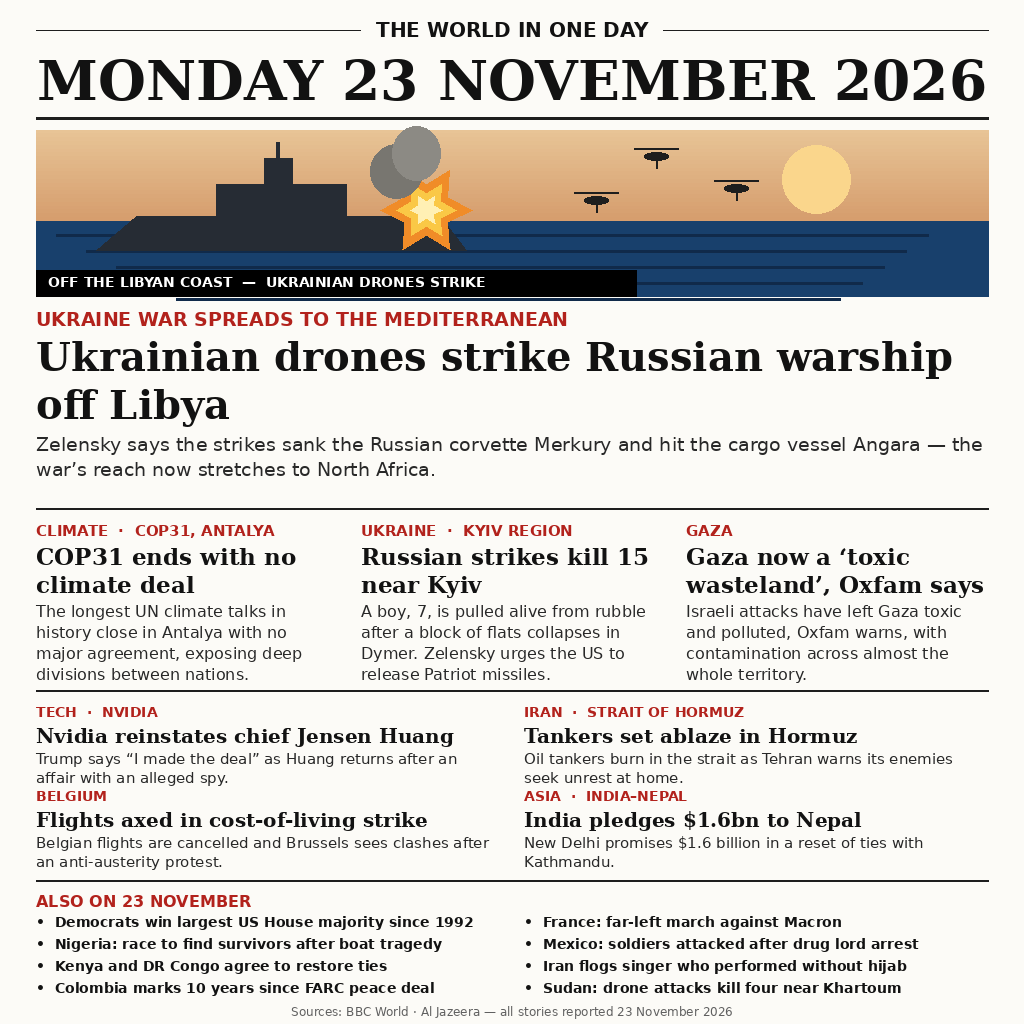 THE WORLD IN ONE DAY
MONDAY 23 NOVEMBER 2026
OFF THE LIBYAN COAST — UKRAINIAN DRONES STRIKE
UKRAINE WAR SPREADS TO THE MEDITERRANEAN
Ukrainian drones strike Russian warship
off Libya
Zelensky says the strikes sank the Russian corvette Merkury and hit the cargo vessel Angara — the
war’s reach now stretches to North Africa.
CLIMATE · COP31, ANTALYA
COP31 ends with no
climate deal
The longest UN climate talks in
history close in Antalya with no
major agreement, exposing deep
divisions between nations.
UKRAINE · KYIV REGION
Russian strikes kill 15
near Kyiv
A boy, 7, is pulled alive from rubble
after a block of flats collapses in
Dymer. Zelensky urges the US to
release Patriot missiles.
GAZA
Gaza now a ‘toxic
wasteland’, Oxfam says
Israeli attacks have left Gaza toxic
and polluted, Oxfam warns, with
contamination across almost the
whole territory.
TECH · NVIDIA
Nvidia reinstates chief Jensen Huang
Trump says “I made the deal” as Huang returns after an
affair with an alleged spy.
IRAN · STRAIT OF HORMUZ
Tankers set ablaze in Hormuz
Oil tankers burn in the strait as Tehran warns its enemies
seek unrest at home.
BELGIUM
Flights axed in cost-of-living strike
Belgian flights are cancelled and Brussels sees clashes after
an anti-austerity protest.
ASIA · INDIA–NEPAL
India pledges $1.6bn to Nepal
New Delhi promises $1.6 billion in a reset of ties with
Kathmandu.
ALSO ON 23 NOVEMBER
• Democrats win largest US House majority since 1992
• Nigeria: race to find survivors after boat tragedy
• Kenya and DR Congo agree to restore ties
• Colombia marks 10 years since FARC peace deal
• France: far-left march against Macron
• Mexico: soldiers attacked after drug lord arrest
• Iran flogs singer who performed without hijab
• Sudan: drone attacks kill four near Khartoum
Sources: BBC World · Al Jazeera — all stories reported 23 November 2026